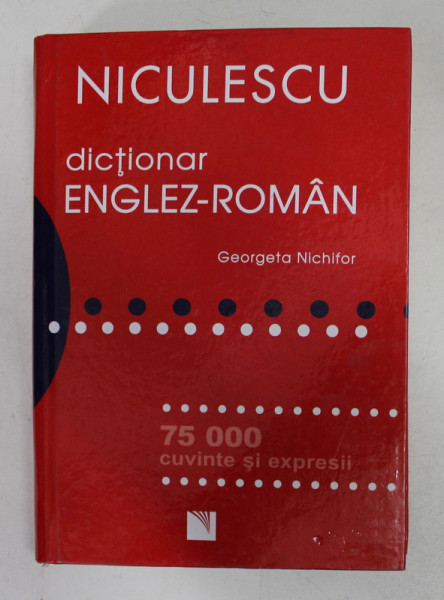 NICULESCU
dicţionar
ENGLEZ-ROMÂN
Georgeta Nichifor
75 000
cuvinte şi expresii